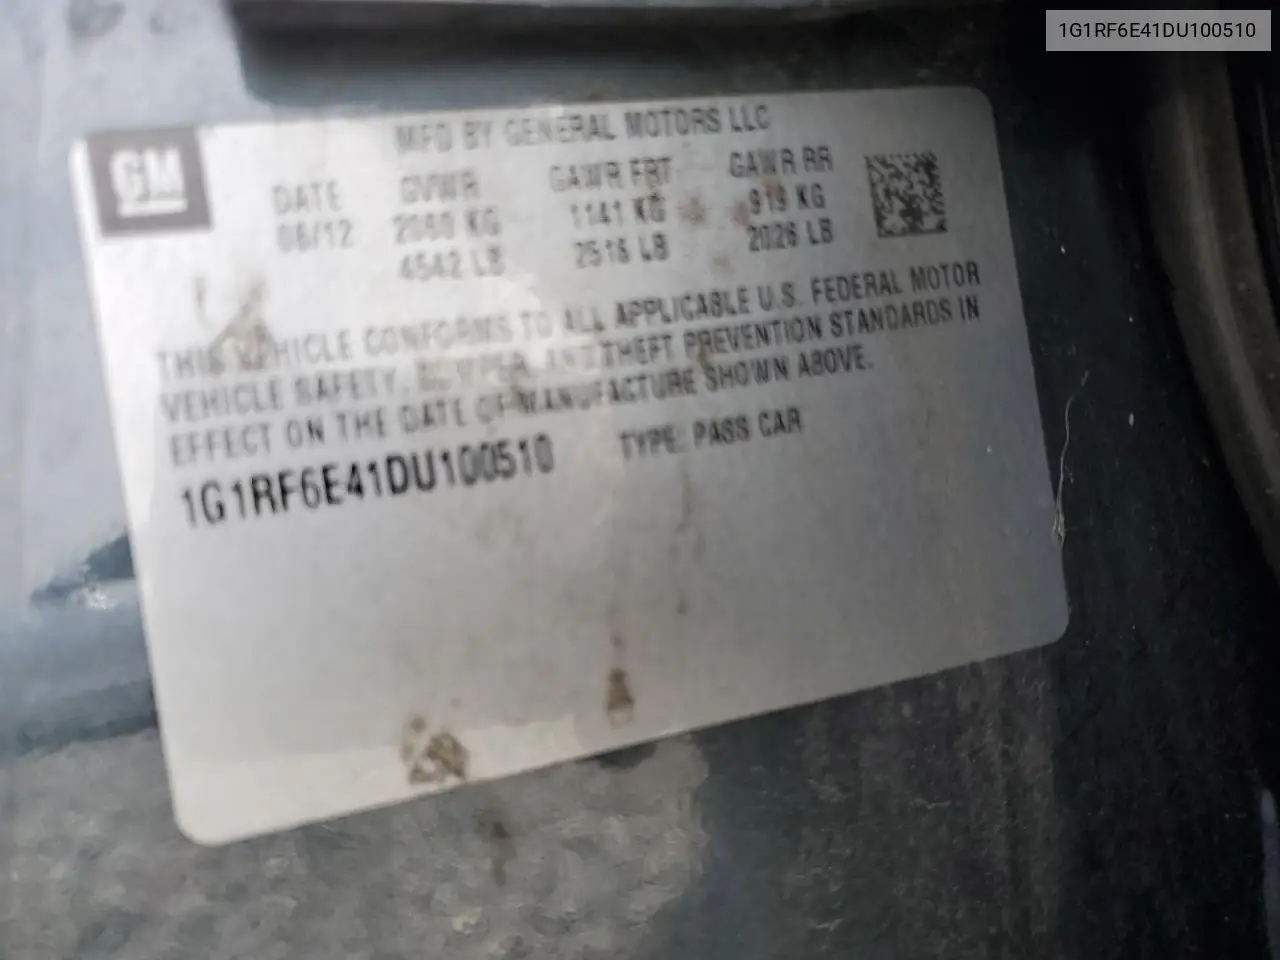 1G1RF6E41DU100510
GM
MFD BY GENERAL MOTORS LLC
DATE GVWR GAWR FRT GAWR RR
06/12 2060 KG 1141 KG 919 KG
4542 LB 2516 LB 2026 LB
THIS VEHICLE CONFORMS TO ALL APPLICABLE U.S. FEDERAL MOTOR
VEHICLE SAFETY, BUMPER, AND THEFT PREVENTION STANDARDS IN
EFFECT ON THE DATE OF MANUFACTURE SHOWN ABOVE.
1G1RF6E41DU100510 TYPE: PASS CAR